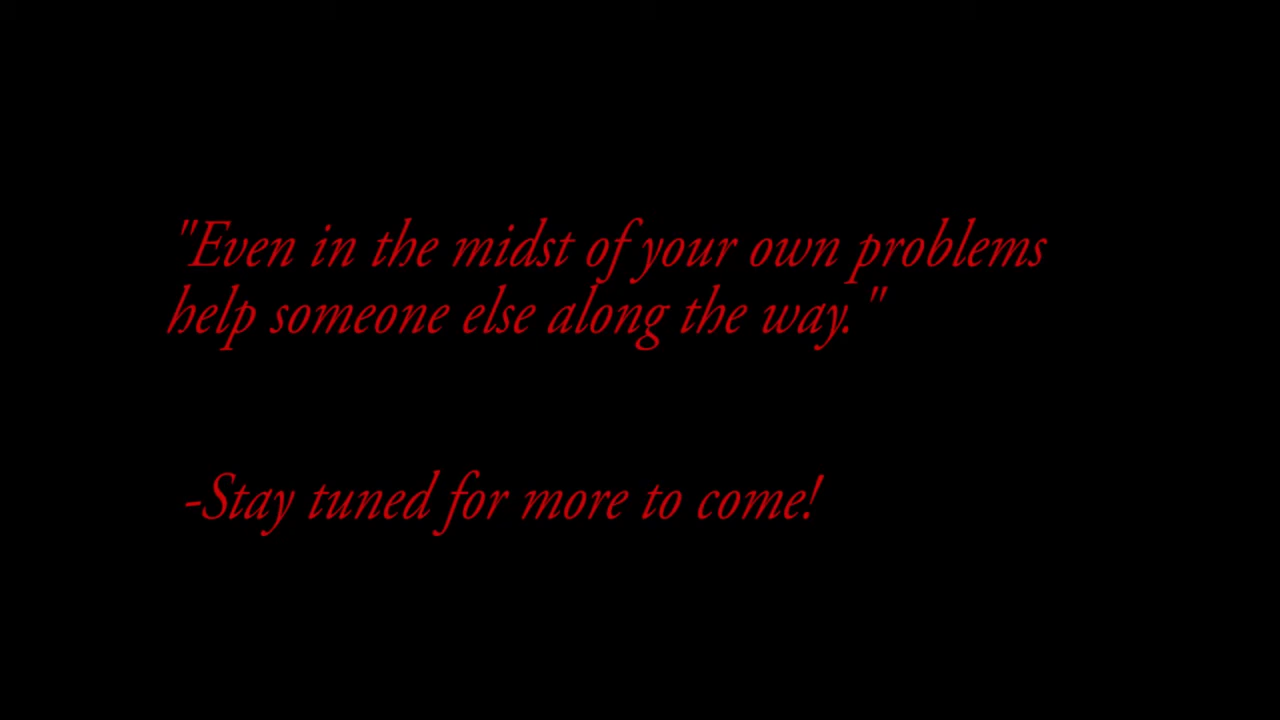 "Even in the midst of your own problems
help someone else along the way."
-Stay tuned for more to come!